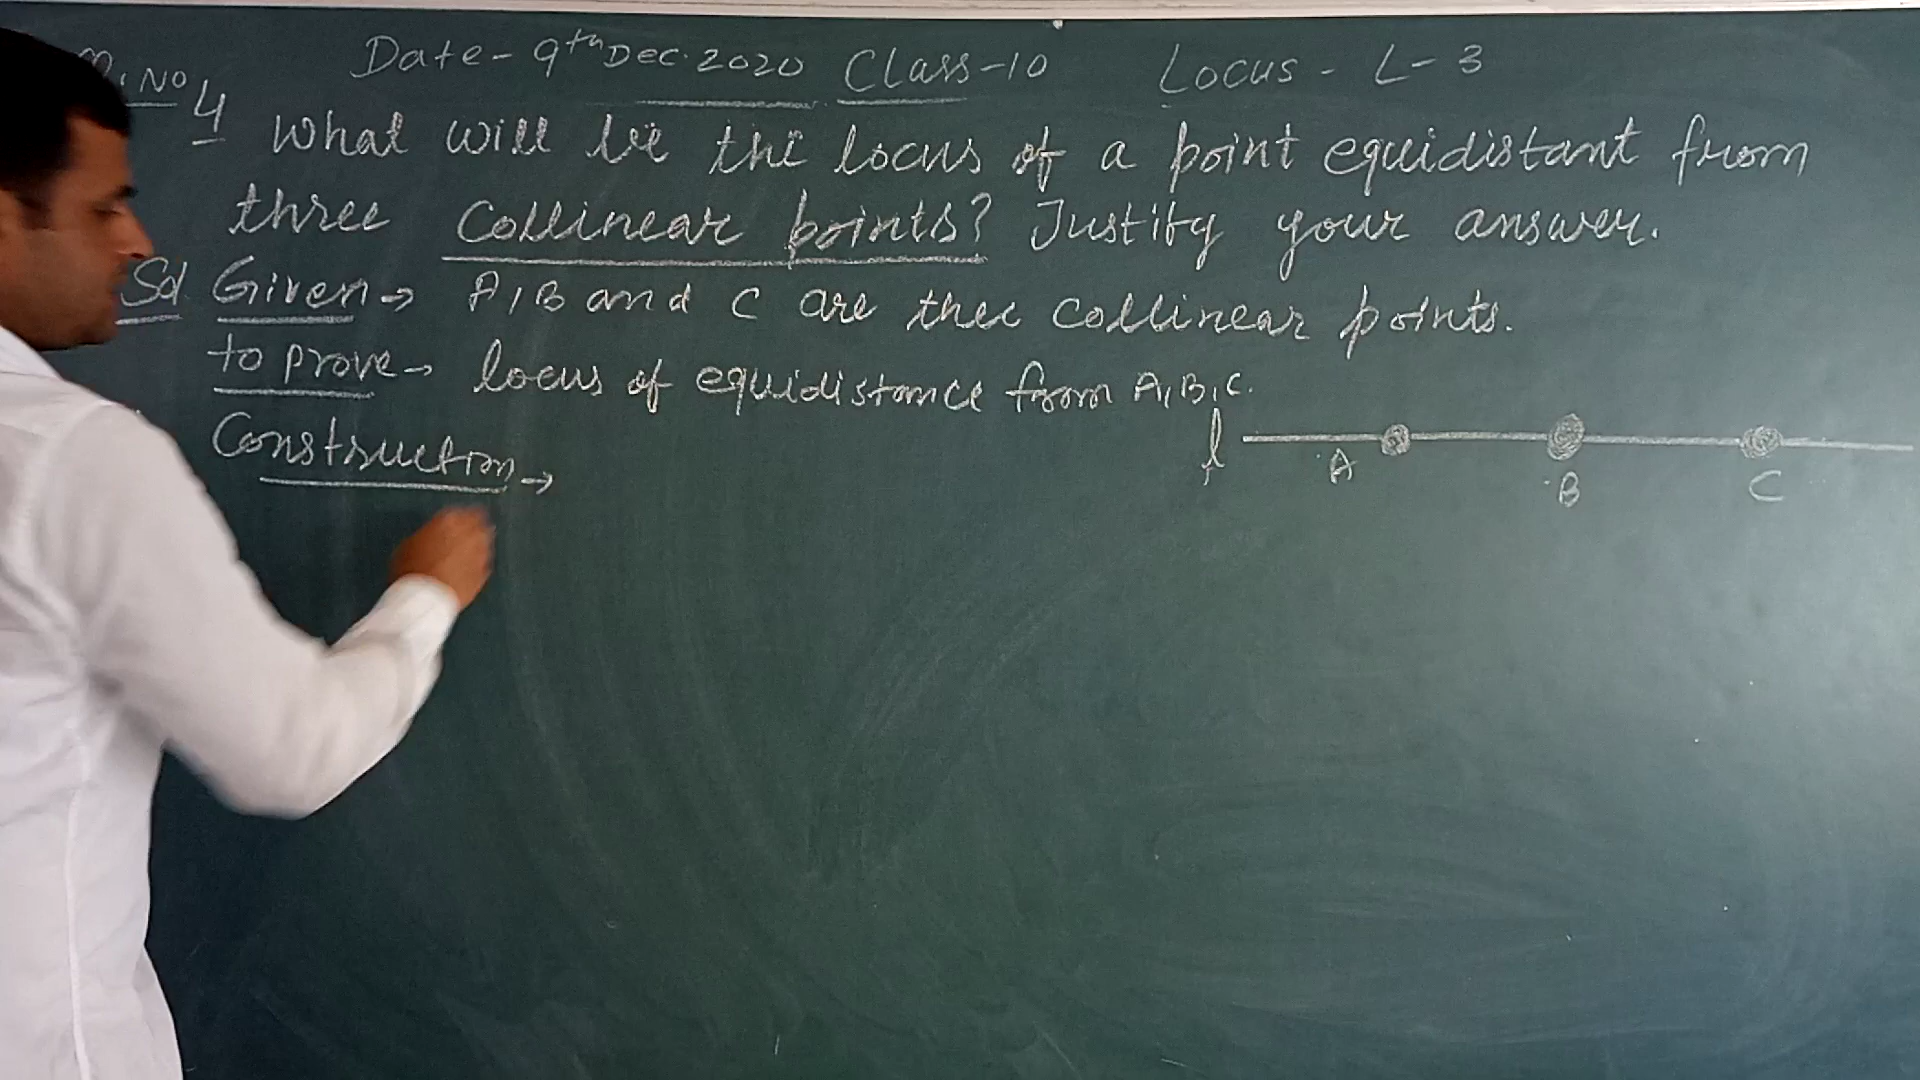 No Date - 9th Dec. 2020 Class-10 Locus - L-3
4 What will be the locus of a point equidistant from
three Collinear points? Justify your answer.
Sol Given → A, B and C are thee collinear points.
to prove → locus of equidistance from A, B, C.
Construction →
l A B C